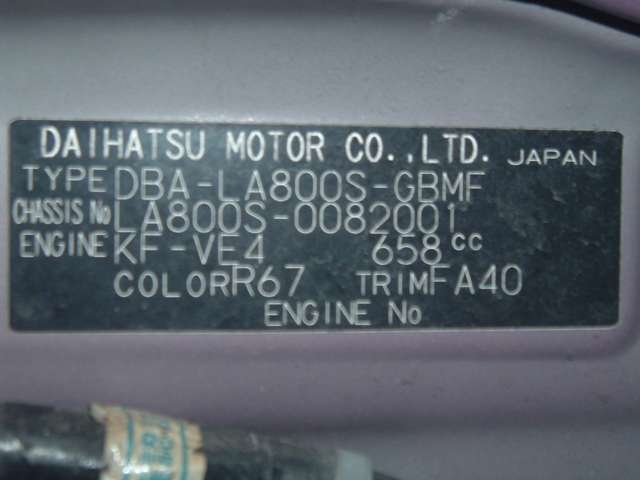 DAIHATSU MOTOR CO.,LTD. JAPAN
TYPE DBA-LA800S-GBMF
CHASSIS No LA800S-0082001
ENGINE KF-VE4 658cc
COLOR R67 TRIM FA40
ENGINE No